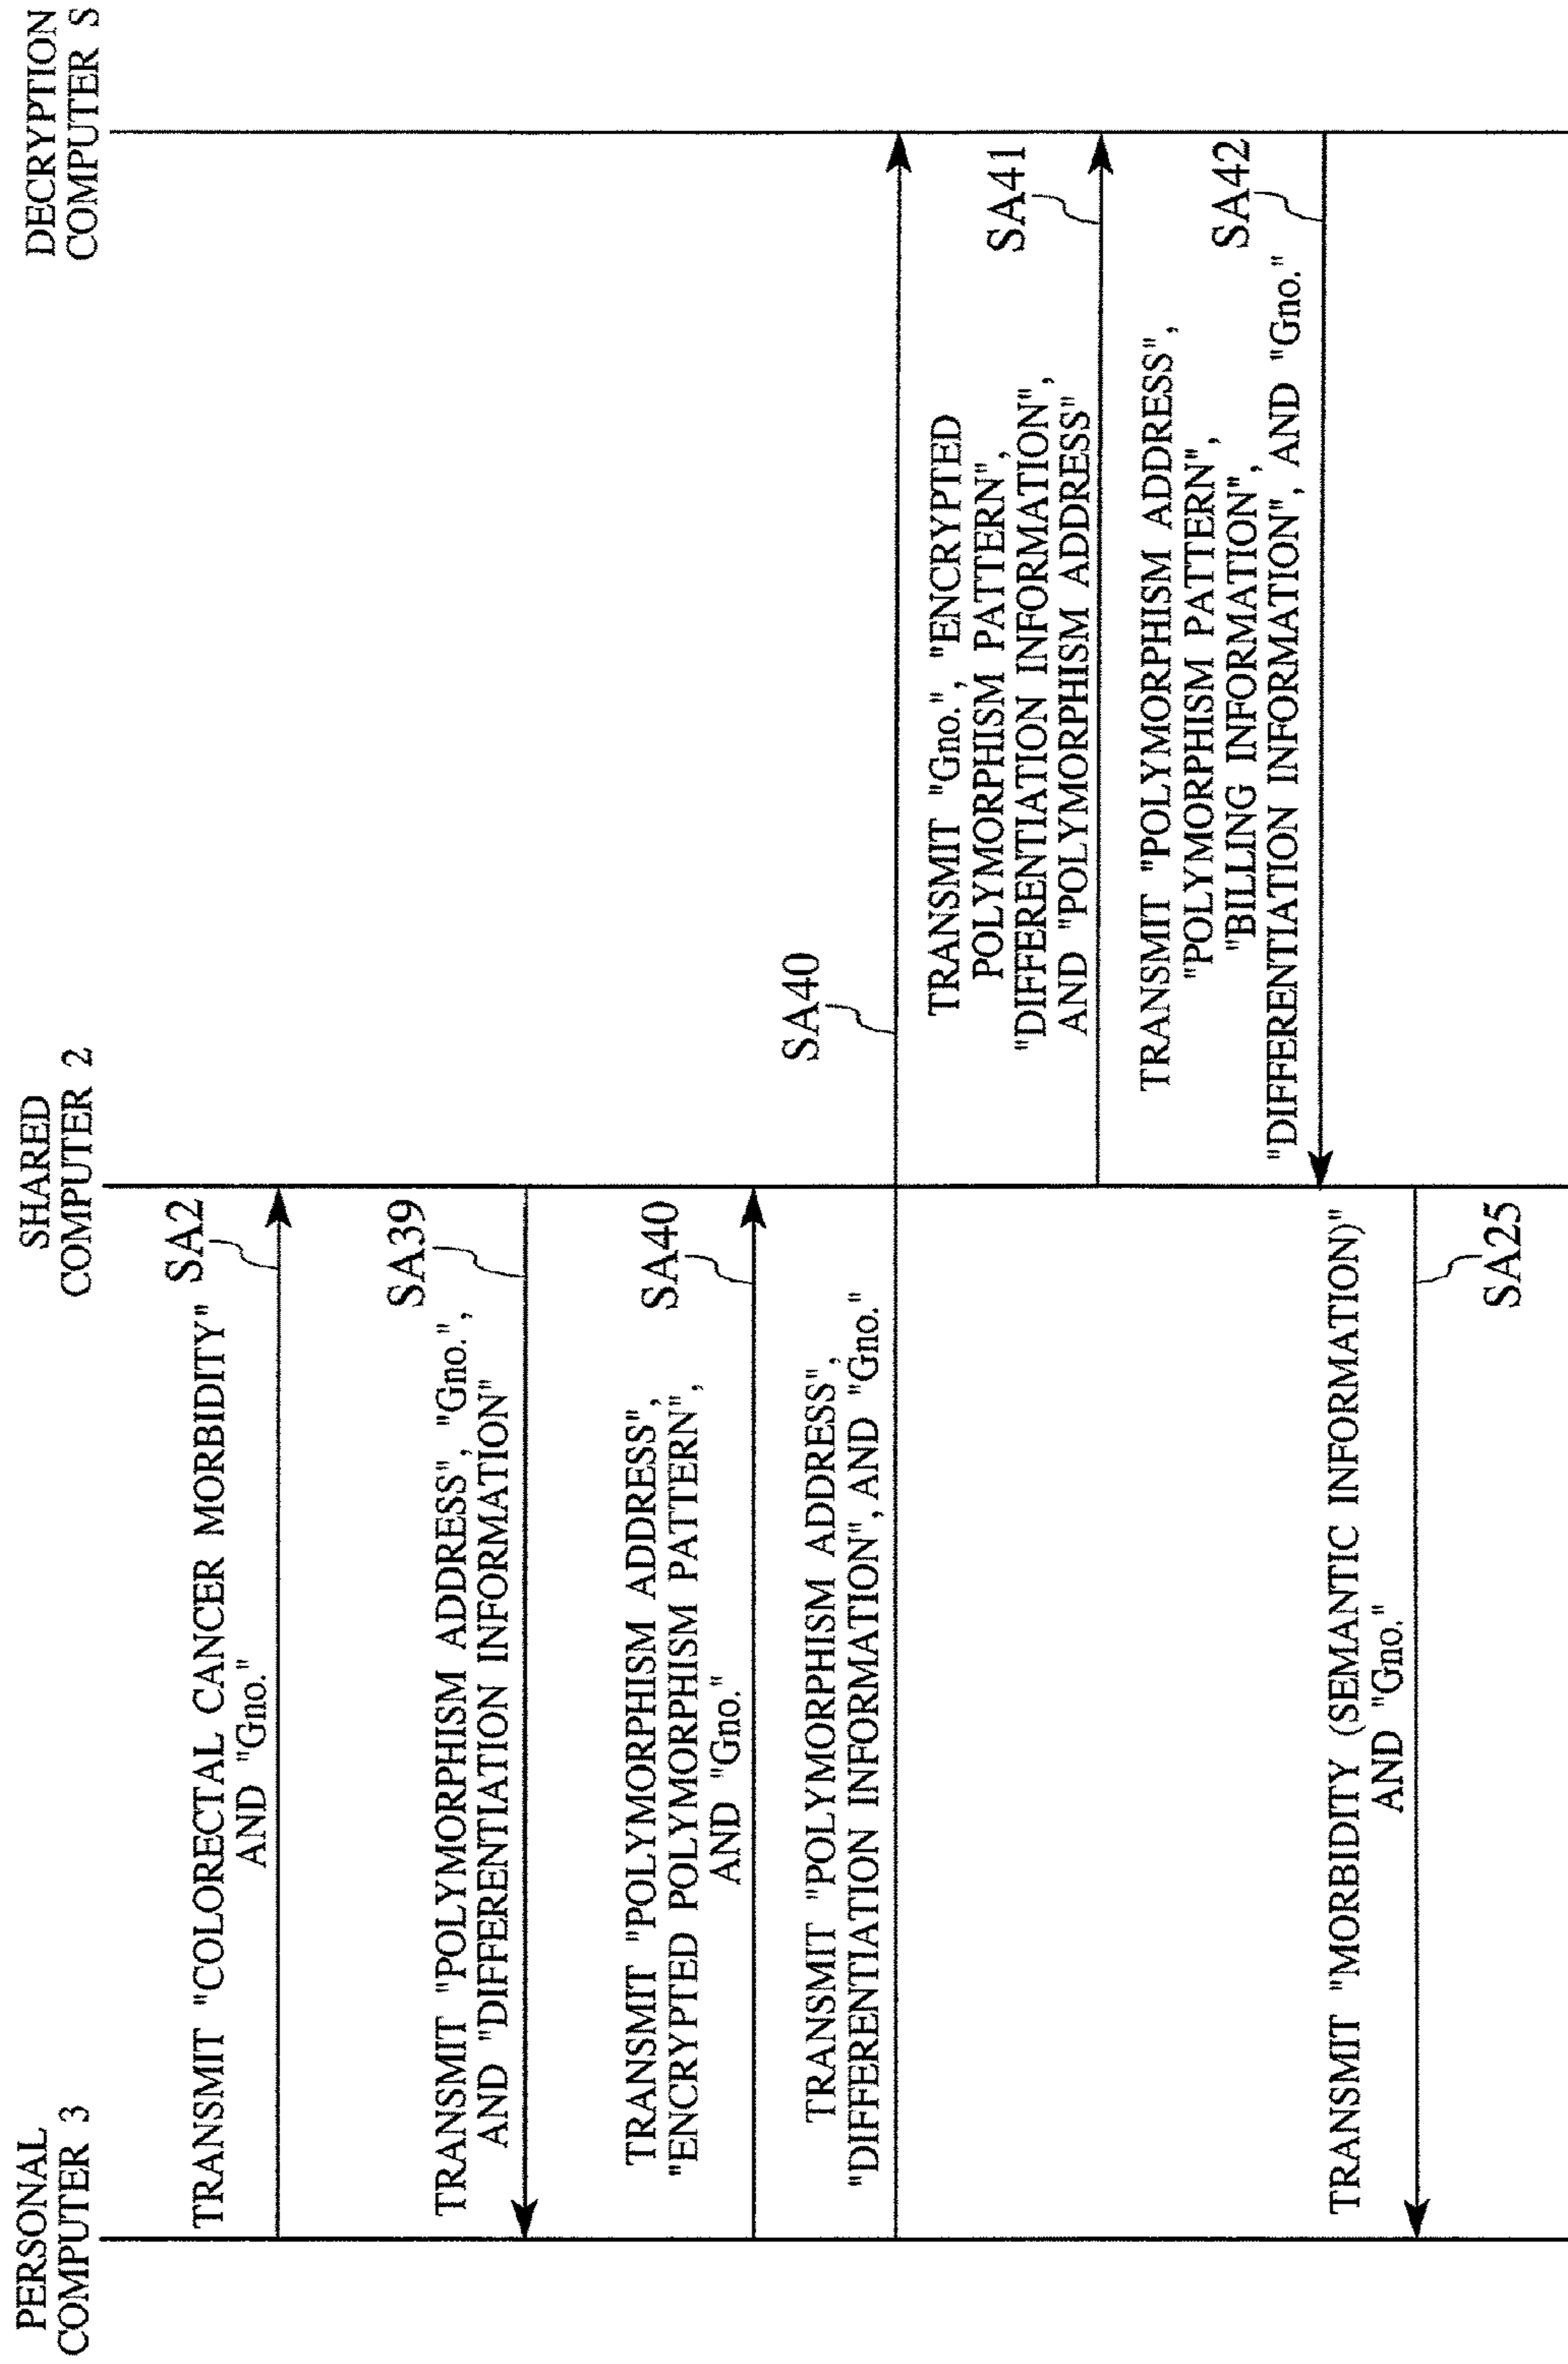 PERSONAL
COMPUTER 3
SHARED
COMPUTER 2
DECRYPTION
COMPUTER S
TRANSMIT "COLORECTAL CANCER MORBIDITY"
AND "Gno."
SA2
TRANSMIT "POLYMORPHISM ADDRESS", "Gno.",
AND "DIFFERENTIATION INFORMATION"
SA39
TRANSMIT "POLYMORPHISM ADDRESS",
"ENCRYPTED POLYMORPHISM PATTERN",
AND "Gno."
SA40
TRANSMIT "POLYMORPHISM ADDRESS",
"DIFFERENTIATION INFORMATION", AND "Gno."
SA40
TRANSMIT "Gno.", "ENCRYPTED
POLYMORPHISM PATTERN",
"DIFFERENTIATION INFORMATION",
AND "POLYMORPHISM ADDRESS"
SA41
TRANSMIT "POLYMORPHISM ADDRESS",
"POLYMORPHISM PATTERN",
"BILLING INFORMATION",
"DIFFERENTIATION INFORMATION", AND "Gno."
SA42
TRANSMIT "MORBIDITY (SEMANTIC INFORMATION)"
AND "Gno."
SA25